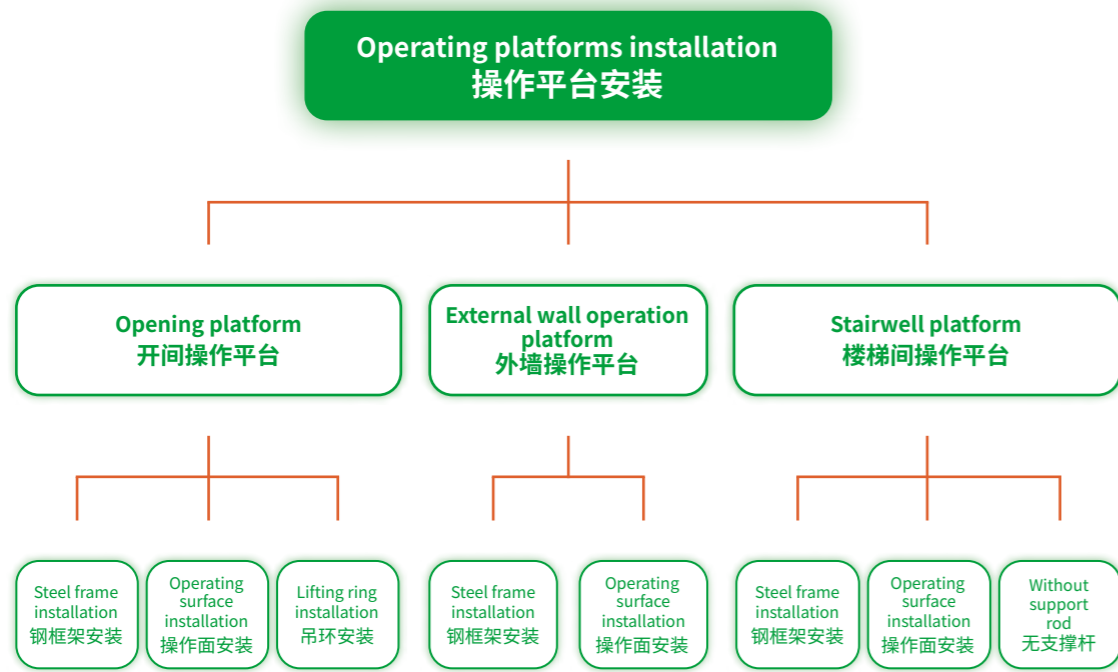 Operating platforms installation
操作平台安装
Opening platform
开间操作平台
External wall operation
platform
外墙操作平台
Stairwell platform
楼梯间操作平台
Steel frame
installation
钢框架安装
Operating
surface
installation
操作面安装
Lifting ring
installation
吊环安装
Steel frame
installation
钢框架安装
Operating
surface
installation
操作面安装
Steel frame
installation
钢框架安装
Operating
surface
installation
操作面安装
Without
support
rod
无支撑杆